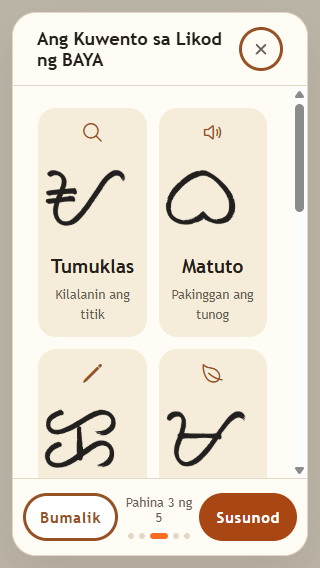 Ang Kuwento sa Likod
ng BAYA
ᜀ
Tumuklas
Kilalanin ang
titik
ᜊ
Matuto
Pakinggan ang
tunog
ᜃ
ᜌ
Bumalik
Pahina 3 ng
5
Susunod